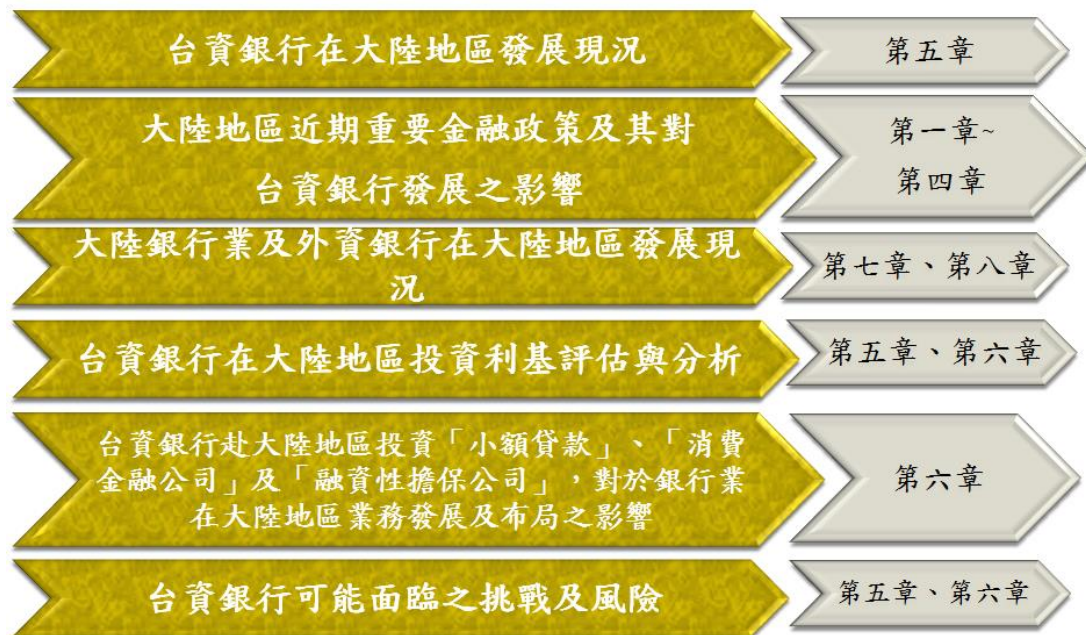 台資銀行在大陸地區發展現況
第五章
大陸地區近期重要金融政策及其對
台資銀行發展之影響
第一章~
第四章
大陸銀行業及外資銀行在大陸地區發展現
況
第七章、第八章
台資銀行在大陸地區投資利基評估與分析
第五章、第六章
台資銀行赴大陸地區投資「小額貸款」、「消費
金融公司」及「融資性擔保公司」，對於銀行業
在大陸地區業務發展及布局之影響
第六章
台資銀行可能面臨之挑戰及風險
第五章、第六章